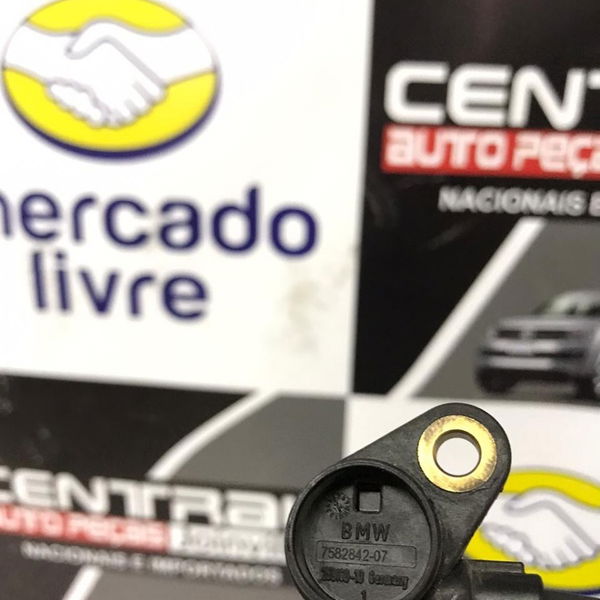 mercado
livre
CENT
AUTO PEÇA
NACIONAIS E
CENTRAL
AUTO PEÇAS
NACIONAIS E IMPORTADOS
BMW
7582842-07
Germany
1